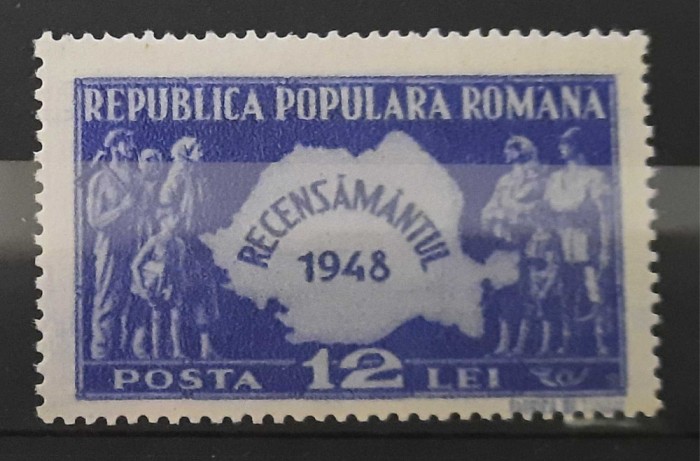 REPUBLICA POPULARA ROMANA
RECENSĂMÂNTUL
1948
POSTA 12 LEI